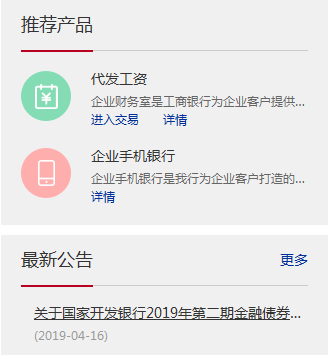 推荐产品
代发工资
企业财务室是工商银行为企业客户提供...
进入交易 详情
企业手机银行
企业手机银行是我行为企业客户打造的...
详情
最新公告 更多
关于国家开发银行2019年第二期金融债券...
(2019-04-16)